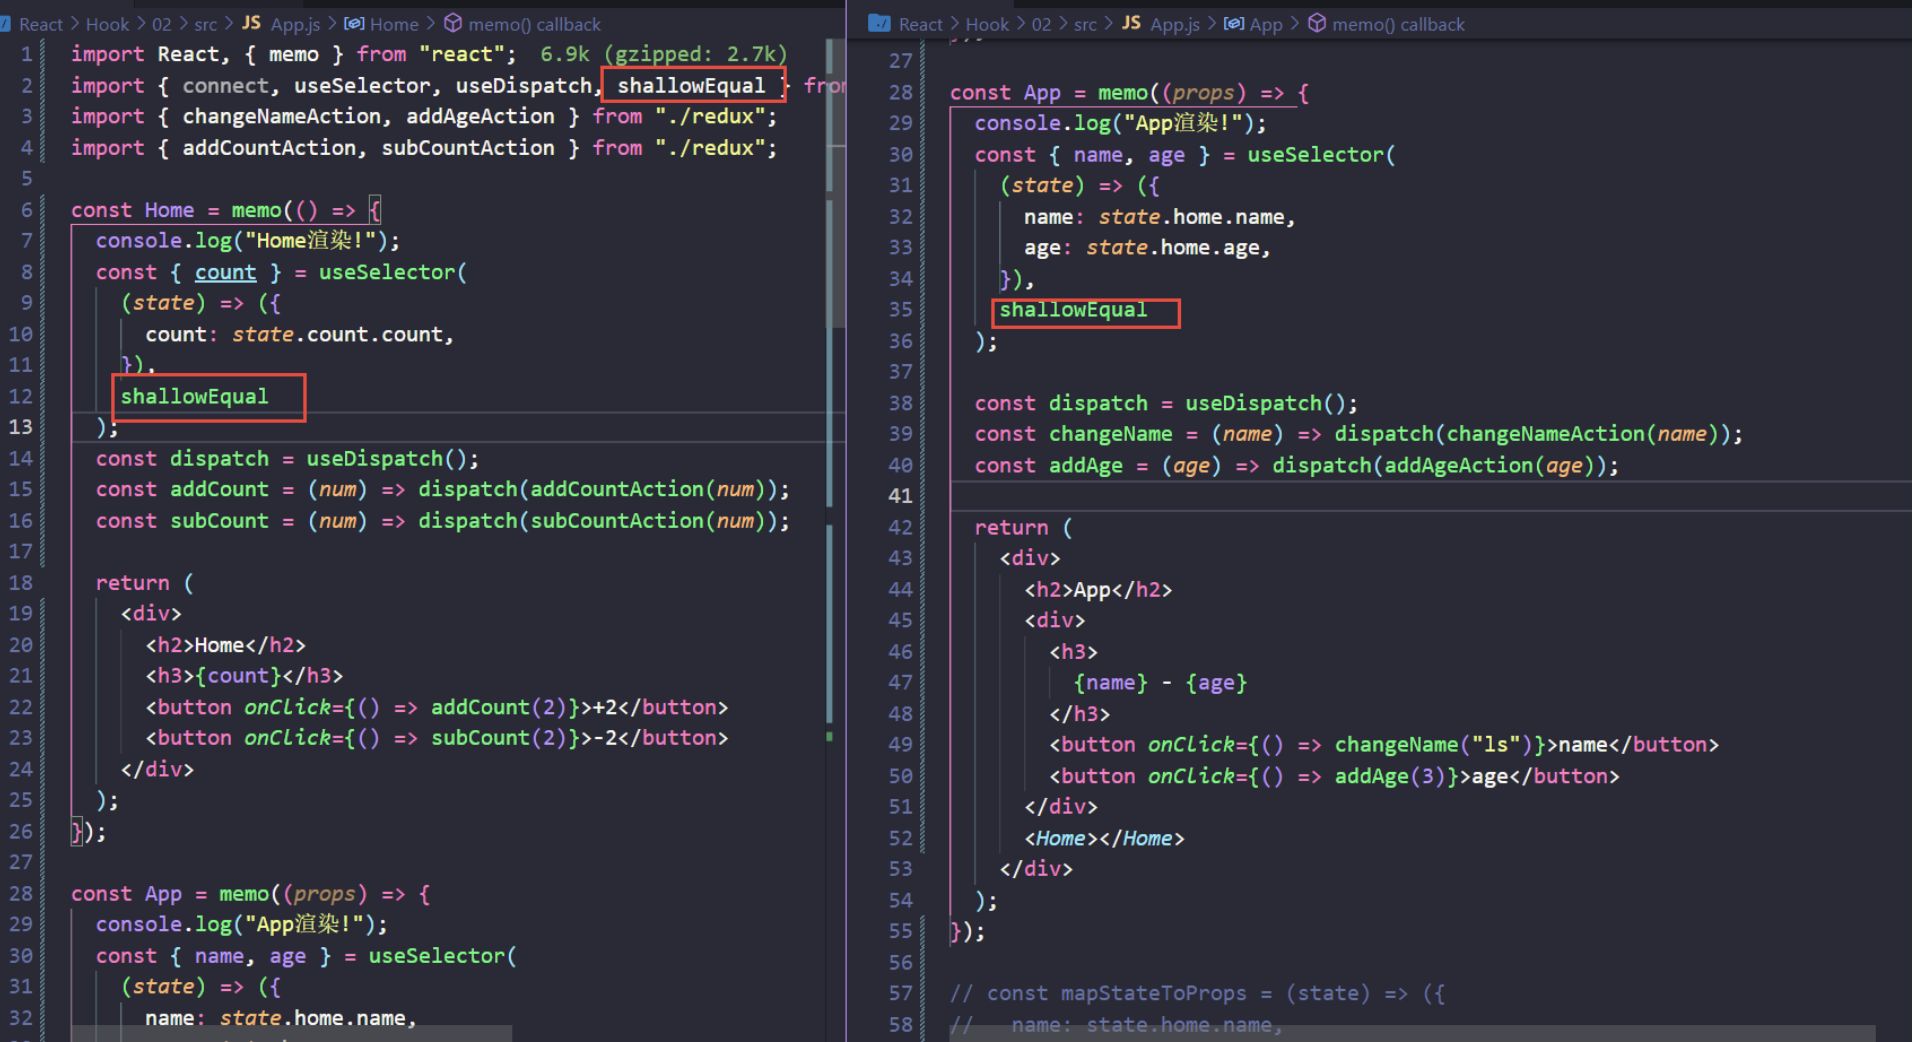 React > Hook > 02 > src > JS App.js > Home > memo() callback
1 import React, { memo } from "react"; 6.9k (gzipped: 2.7k)
2 import { connect, useSelector, useDispatch, shallowEqual } from
3 import { changeNameAction, addAgeAction } from "./redux";
4 import { addCountAction, subCountAction } from "./redux";
5
6 const Home = memo(() => {
7 console.log("Home渲染!");
8 const { count } = useSelector(
9 (state) => ({
10 count: state.count.count,
11 }),
12 shallowEqual
13 );
14 const dispatch = useDispatch();
15 const addCount = (num) => dispatch(addCountAction(num));
16 const subCount = (num) => dispatch(subCountAction(num));
17
18 return (
19 <div>
20 <h2>Home</h2>
21 <h3>{count}</h3>
22 <button onClick={() => addCount(2)}>+2</button>
23 <button onClick={() => subCount(2)}>-2</button>
24 </div>
25 );
26 });
27
28 const App = memo((props) => {
29 console.log("App渲染!");
30 const { name, age } = useSelector(
31 (state) => ({
32 name: state.home.name,
React > Hook > 02 > src > JS App.js > App > memo() callback
27
28 const App = memo((props) => {
29 console.log("App渲染!");
30 const { name, age } = useSelector(
31 (state) => ({
32 name: state.home.name,
33 age: state.home.age,
34 }),
35 shallowEqual
36 );
37
38 const dispatch = useDispatch();
39 const changeName = (name) => dispatch(changeNameAction(name));
40 const addAge = (age) => dispatch(addAgeAction(age));
41
42 return (
43 <div>
44 <h2>App</h2>
45 <div>
46 <h3>
47 {name} - {age}
48 </h3>
49 <button onClick={() => changeName("ls")}>name</button>
50 <button onClick={() => addAge(3)}>age</button>
51 </div>
52 <Home></Home>
53 </div>
54 );
55 });
56
57 // const mapStateToProps = (state) => ({
58 // name: state.home.name,